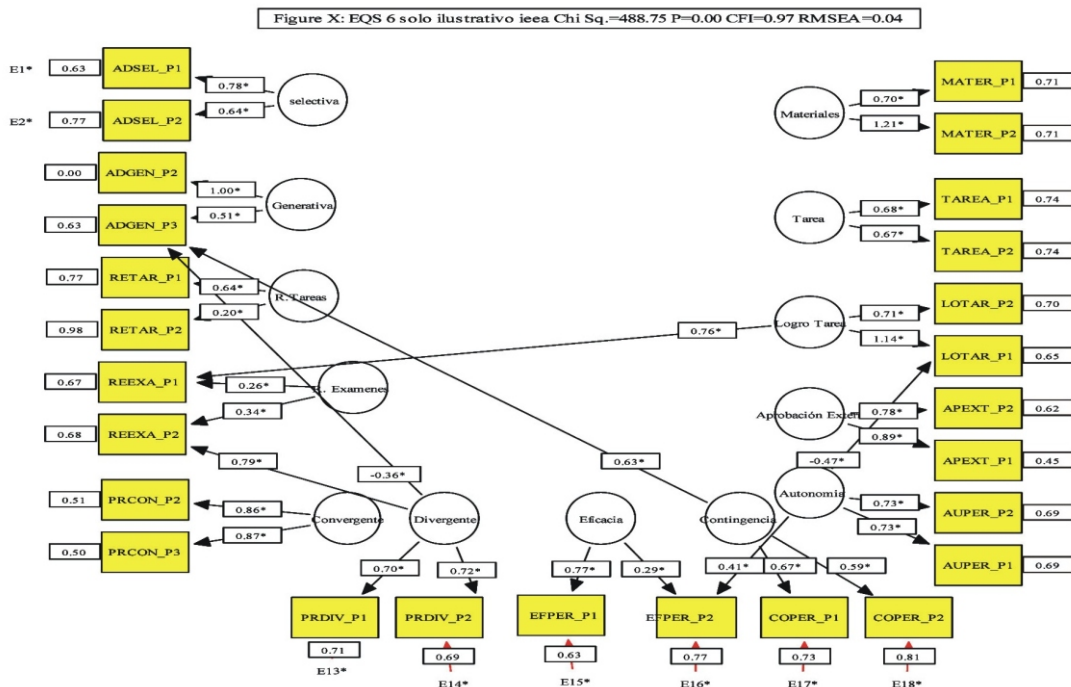 Figure X: EQS 6 solo ilustrativo ieea Chi Sq.=488.75 P=0.00 CFI=0.97 RMSEA=0.04
E1* 0.63 ADSEL_P1
0.78*
selectiva
E2* 0.77 ADSEL_P2
0.64*
0.00 ADGEN_P2
1.00*
Generativa
0.63 ADGEN_P3
0.51*
0.77 RETAR_P1
0.64*
R.Tareas
0.98 RETAR_P2
0.20*
0.67 REEXA_P1
0.26*
Examenes
0.68 REEXA_P2
0.34*
0.79*
-0.36*
0.63*
0.76*
0.51 PRCON_P2
0.86*
Convergente
0.50 PRCON_P3
0.87*
Divergente
0.70*
0.72*
Eficacia
0.77*
0.29*
Contingencia
0.41*
0.67*
0.59*
MATER_P1 0.71
0.70*
Materiales
MATER_P2 0.71
1.21*
TAREA_P1 0.74
0.68*
Tarea
TAREA_P2 0.74
0.67*
LOTAR_P2 0.70
0.71*
Logro Tarea
LOTAR_P1 0.65
1.14*
APEXT_P2 0.62
0.78*
Aprobación
APEXT_P1 0.45
0.89*
-0.47*
Autonomia
AUPER_P2 0.69
0.73*
AUPER_P1 0.69
0.73*
PRDIV_P1 PRDIV_P2 EFPER_P1 EFPER_P2 COPER_P1 COPER_P2
0.71 0.69 0.63 0.77 0.73 0.81
E13* E14* E15* E16* E17* E18*